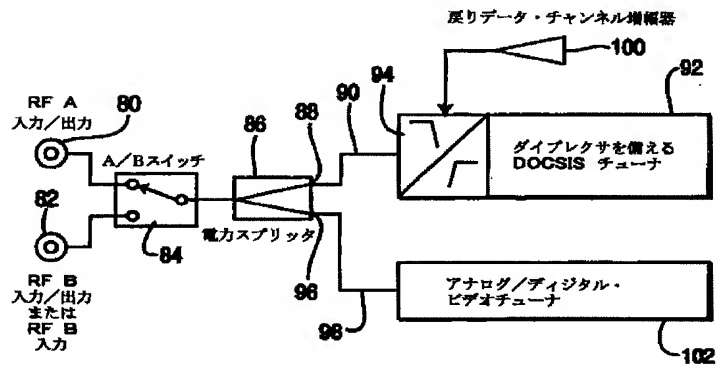 戻りデータ・チャンネル増幅器
100
RF A
入力/出力
80
A/Bスイッチ
86
88
90
94
92
ダイプレクサを備える
DOCSIS チューナ
82
84
電力スプリッタ
96
RF B
入力/出力
または
RF B
入力
98
アナログ/ディジタル・
ビデオチューナ
102